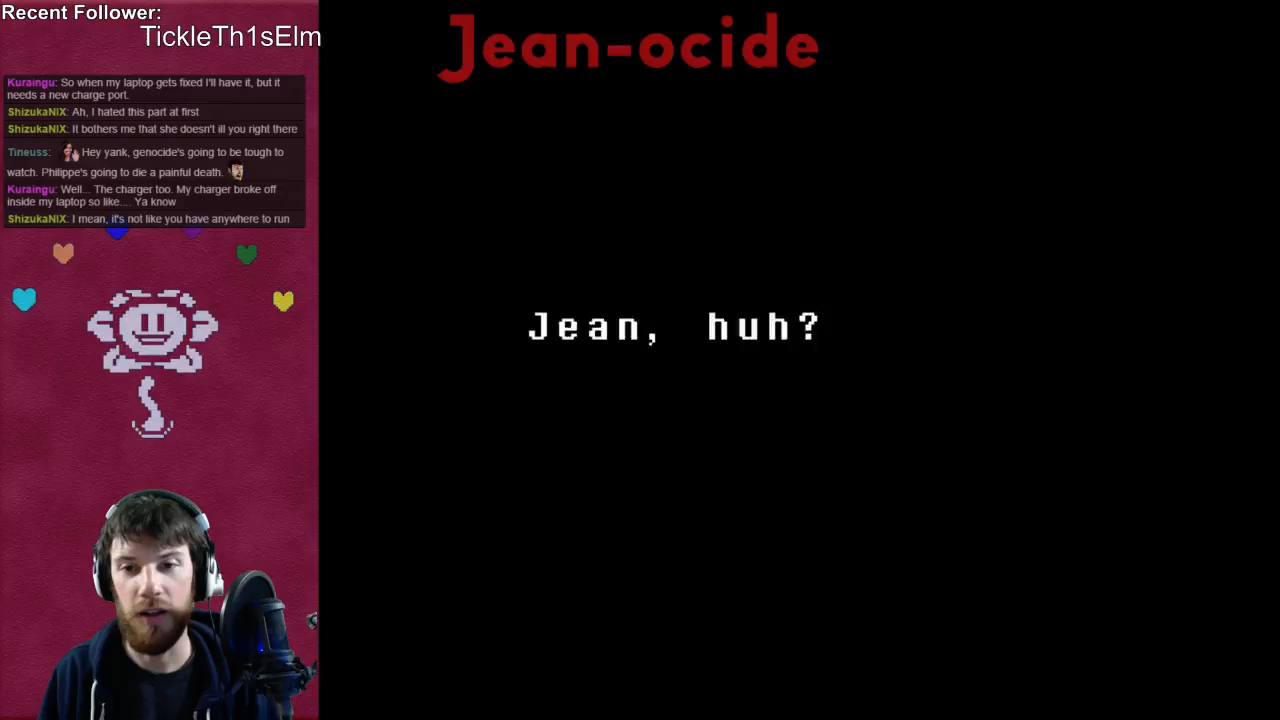 Recent Follower:
TickleTh1sElm
Jean-ocide
Kuraingu: So when my laptop gets fixed I'll have it, but it
needs a new charge port.
ShizukaNIX: Ah, I hated this part at first
ShizukaNIX: It bothers me that she doesn't ill you right there
Tineuss: Hey yank, genocide's going to be tough to
watch. Philippe's going to die a painful death.
Kuraingu: Well... The charger too. My charger broke off
inside my laptop so like.... Ya know
ShizukaNIX: I mean, it's not like you have anywhere to run
Jean, huh?